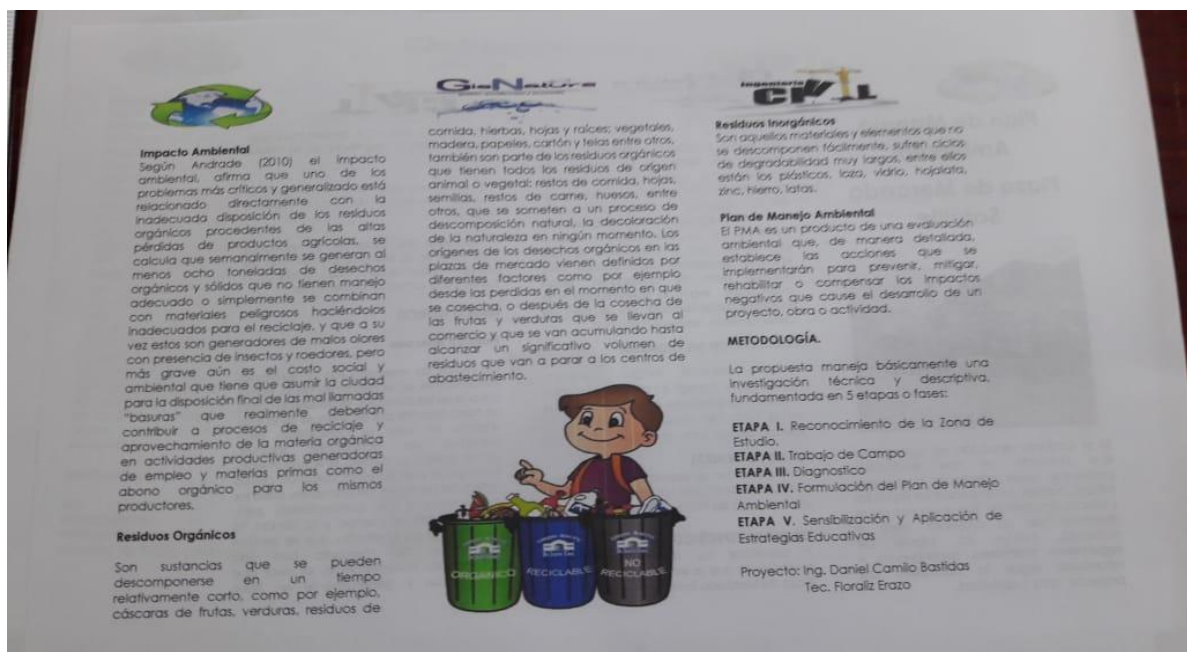 Impacto Ambiental
Según Andrade (2010) el impacto
ambiental, afirma que uno de los
problemas más críticos y generalizado está
relacionado directamente con la
inadecuada disposición de los residuos
orgánicos procedentes de las altas
pérdidas de productos agrícolas, se
calcula que semanalmente se generan al
menos ocho toneladas de desechos
orgánicos y sólidos que no tienen manejo
adecuado o simplemente se combinan
con materiales peligrosos haciéndolos
inadecuados para el reciclaje, y que a su
vez estos son generadores de malos olores
con presencia de insectos y roedores, pero
más grave aún es el costo social y
ambiental que tiene que asumir la ciudad
para la disposición final de las mal llamadas
"basuras" que realmente deberían
contribuir a procesos de reciclaje y
aprovechamiento de la materia orgánica
en actividades productivas generadoras
de empleo y materias primas como el
abono orgánico para los mismos
productores.
Residuos Orgánicos
Son sustancias que se pueden
descomponerse en un tiempo
relativamente corto, como por ejemplo,
cáscaras de frutas, verduras, residuos de
GiaNature
comida, hierbas, hojas y raíces; vegetales,
madera, papeles, cartón y telas entre otros,
también son parte de los residuos orgánicos
que tienen todos los residuos de origen
animal o vegetal: restos de comida, hojas,
semillas, restos de carne, huesos, entre
otros, que se someten a un proceso de
descomposición natural, la decoloración
de la naturaleza en ningún momento. Los
orígenes de los desechos orgánicos en las
plazas de mercado vienen definidos por
diferentes factores como por ejemplo
desde las perdidas en el momento en que
se cosecha, o después de la cosecha de
las frutas y verduras que se llevan al
comercio y que se van acumulando hasta
alcanzar un significativo volumen de
residuos que van a parar a los centros de
abastecimiento.
ORGANICO
RECICLABLE
NO
RECICLABLE
Ingeniería
CIVIL
Residuos Inorgánicos
Son aquellos materiales y elementos que no
se descomponen fácilmente, sufren ciclos
de degradabilidad muy largos, entre ellos
están los plásticos, loza, vidrio, hojalata,
zinc, hierro, latas.
Plan de Manejo Ambiental
El PMA es un producto de una evaluación
ambiental que, de manera detallada,
establece las acciones que se
implementarán para prevenir, mitigar,
rehabilitar o compensar los impactos
negativos que cause el desarrollo de un
proyecto, obra o actividad.
METODOLOGÍA.
La propuesta maneja básicamente una
investigación técnica y descriptiva,
fundamentada en 5 etapas o fases:
ETAPA I. Reconocimiento de la Zona de
Estudio.
ETAPA II. Trabajo de Campo
ETAPA III. Diagnostico
ETAPA IV. Formulación del Plan de Manejo
Ambiental
ETAPA V. Sensibilización y Aplicación de
Estrategias Educativas
Proyecto: Ing. Daniel Camilo Bastidas
Tec. Floraliz Erazo